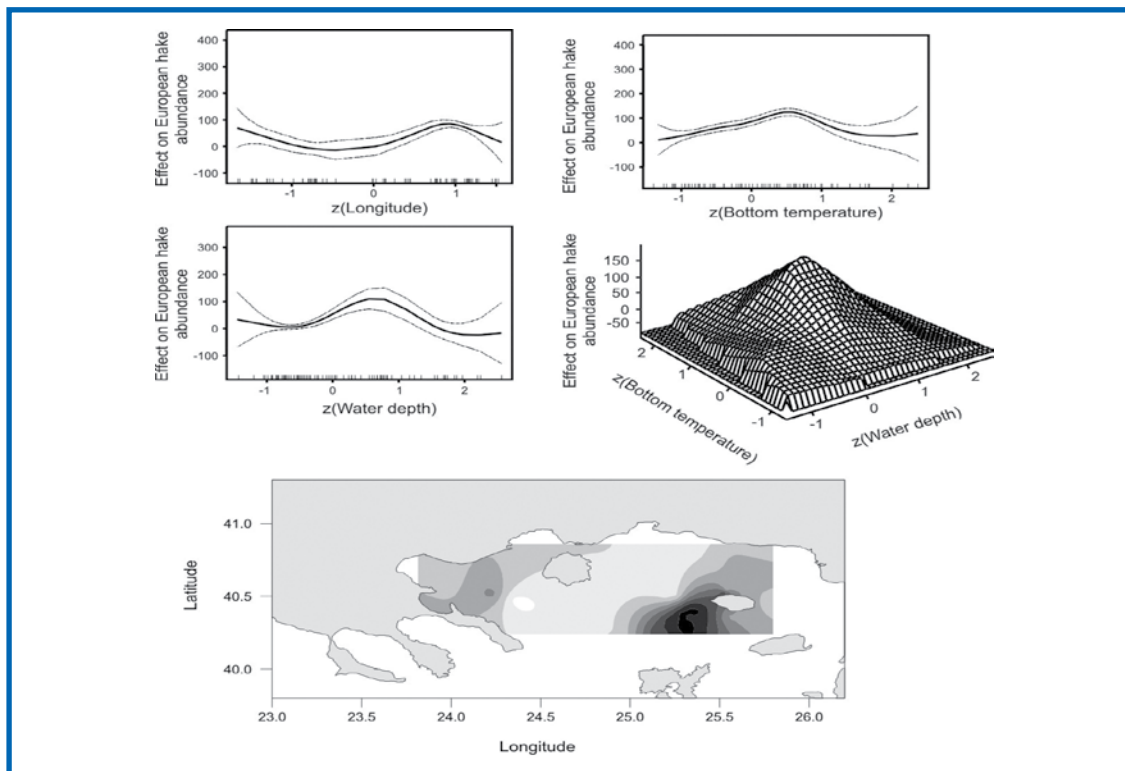 Effect on European hake
abundance
400
300
200
100
0
-100
-1
0
1
z(Longitude)
Effect on European hake
abundance
400
300
200
100
0
-100
-1
0
1
2
z(Bottom temperature)
Effect on European hake
abundance
300
200
100
0
-100
-1
0
1
2
z(Water depth)
Effect on European hake
abundance
150
100
50
0
-50
2
1
0
-1
z(Bottom temperature)
-1
0
1
2
z(Water depth)
Latitude
41.0
40.5
40.0
23.0 23.5 24.0 24.5 25.0 25.5 26.0
Longitude